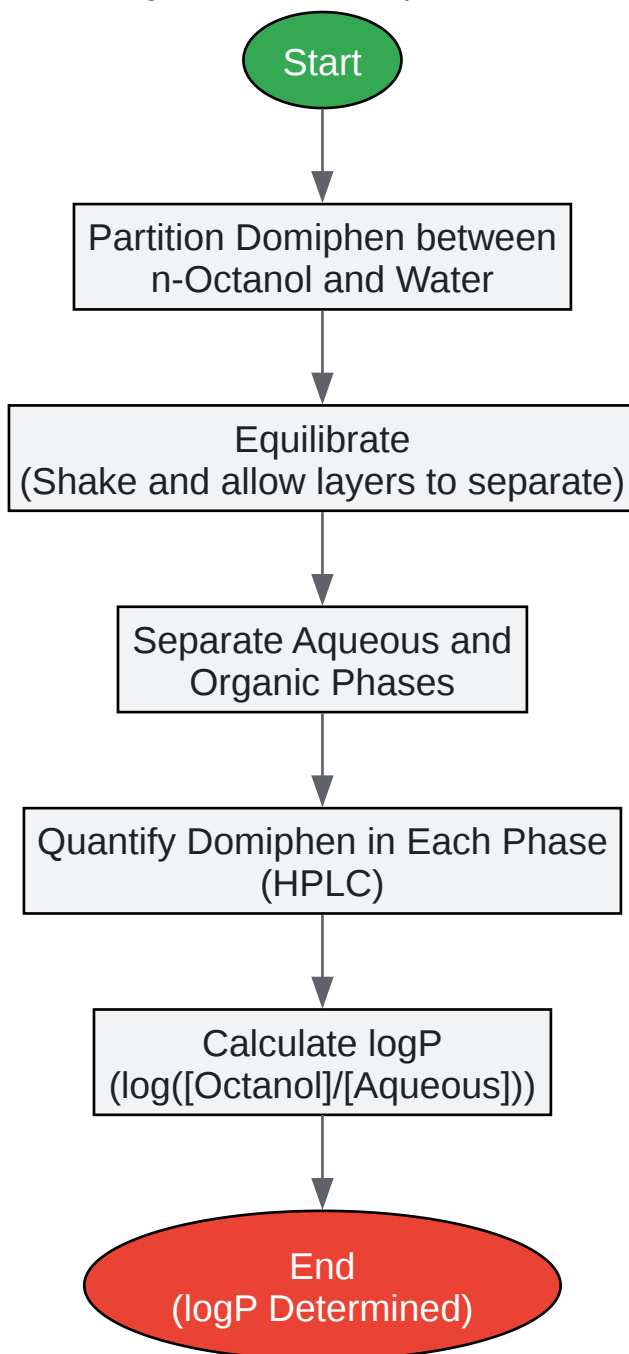 Start
Partition Domiphen between
n-Octanol and Water
Equilibrate
(Shake and allow layers to separate)
Separate Aqueous and
Organic Phases
Quantify Domiphen in Each Phase
(HPLC)
Calculate logP
(log([Octanol]/[Aqueous]))
End
(logP Determined)